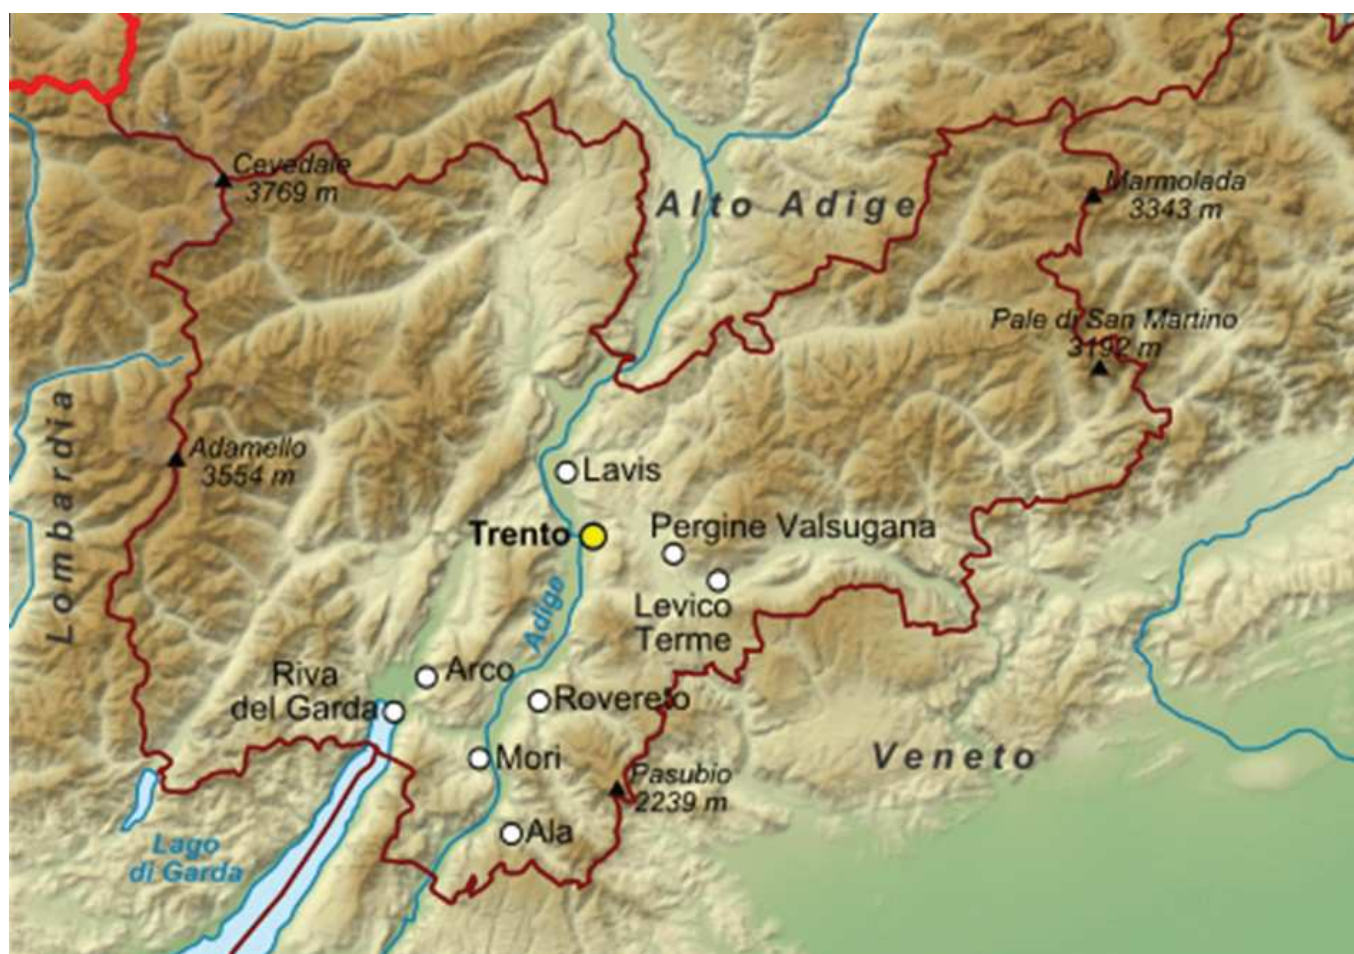 Cevedale
3769 m
Alto Adige
Marmolada
3343 m
Pale di San Martino
3192 m
Lombardia
Adamello
3554 m
Lavis
Trento
Pergine Valsugana
Adige
Levico
Terme
Riva
del Garda
Arco
Rovereto
Mori
Veneto
Pasubio
2239 m
Ala
Lago
di Garda